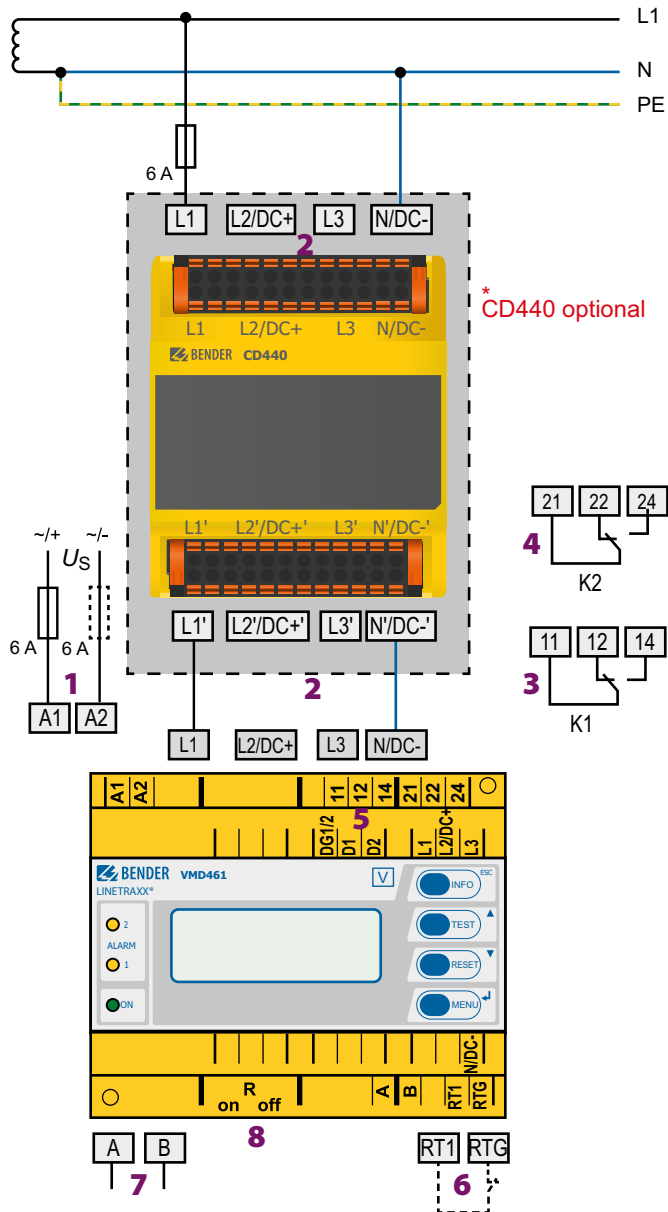 L1
N
PE
6 A
L1 L2/DC+ L3 N/DC-
2
*
CD440 optional
L1 L2/DC+ L3 N/DC-
BENDER CD440
L1' L2'/DC+' L3' N'/DC-'
~/+ ~/-
US
6 A 6 A
1
A1 A2
L1' L2'/DC+' L3' N'/DC-'
2
21 22 24
4
K2
11 12 14
3
K1
L1 L2/DC+ L3 N/DC-
A1 A2 11 12 14 21 22 24
5
DG1/2 D1 D2 L1 L2/DC+ L3
BENDER VMD461 V
LINETRAXX®
INFO ESC
2
TEST ▲
ALARM
1
RESET ▼
ON
MENU ↵
N/DC-
R
on off
A B RT1 RTG
8
A B
7
RT1 RTG
6